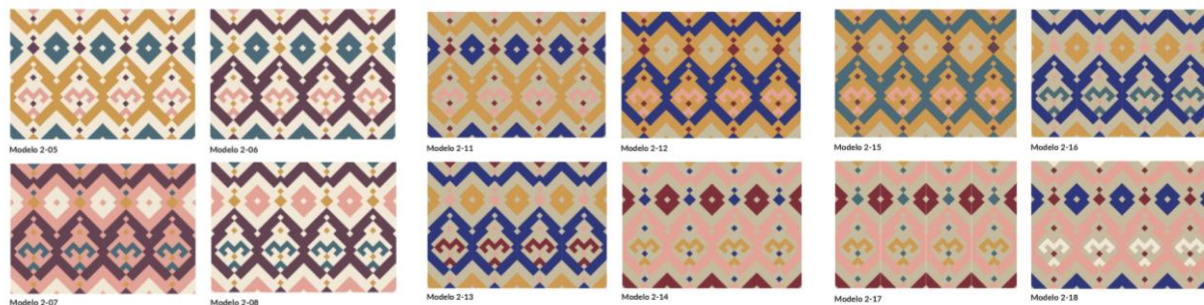 Modelo 2-05
Modelo 2-06
Modelo 2-11
Modelo 2-12
Modelo 2-15
Modelo 2-16
Modelo 2-07
Modelo 2-08
Modelo 2-13
Modelo 2-14
Modelo 2-17
Modelo 2-18